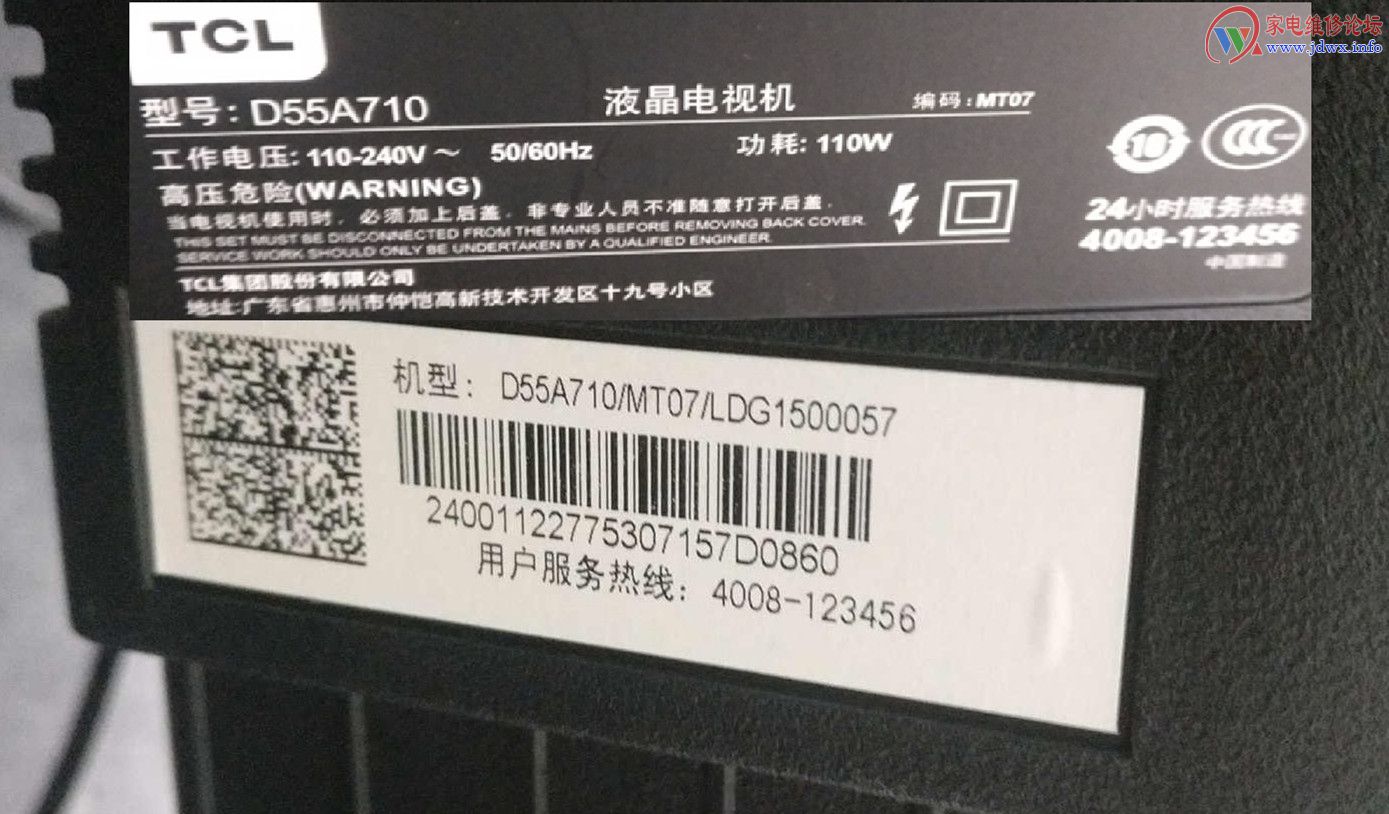 家电维修论坛
www.jdwx.info
TCL
型号: D55A710 液晶电视机 编码:MT07
工作电压: 110-240V～ 50/60Hz 功耗: 110W
高压危险(WARNING)
当电视机使用时，必须加上后盖，非专业人员不准随意打开后盖．
THIS SET MUST BE DISCONNECTED FROM THE MAINS BEFORE REMOVING BACK COVER.
SERVICE WORK SHOULD ONLY BE UNDERTAKEN BY A QUALIFIED ENGINEER.
TCL集团股份有限公司
地址:广东省惠州市仲恺高新技术开发区十九号小区
10
CCC
24小时服务热线
4008-123456
中国制造
机型: D55A710/MT07/LDG1500057
24001122775307157D0860
用户服务热线: 4008-123456